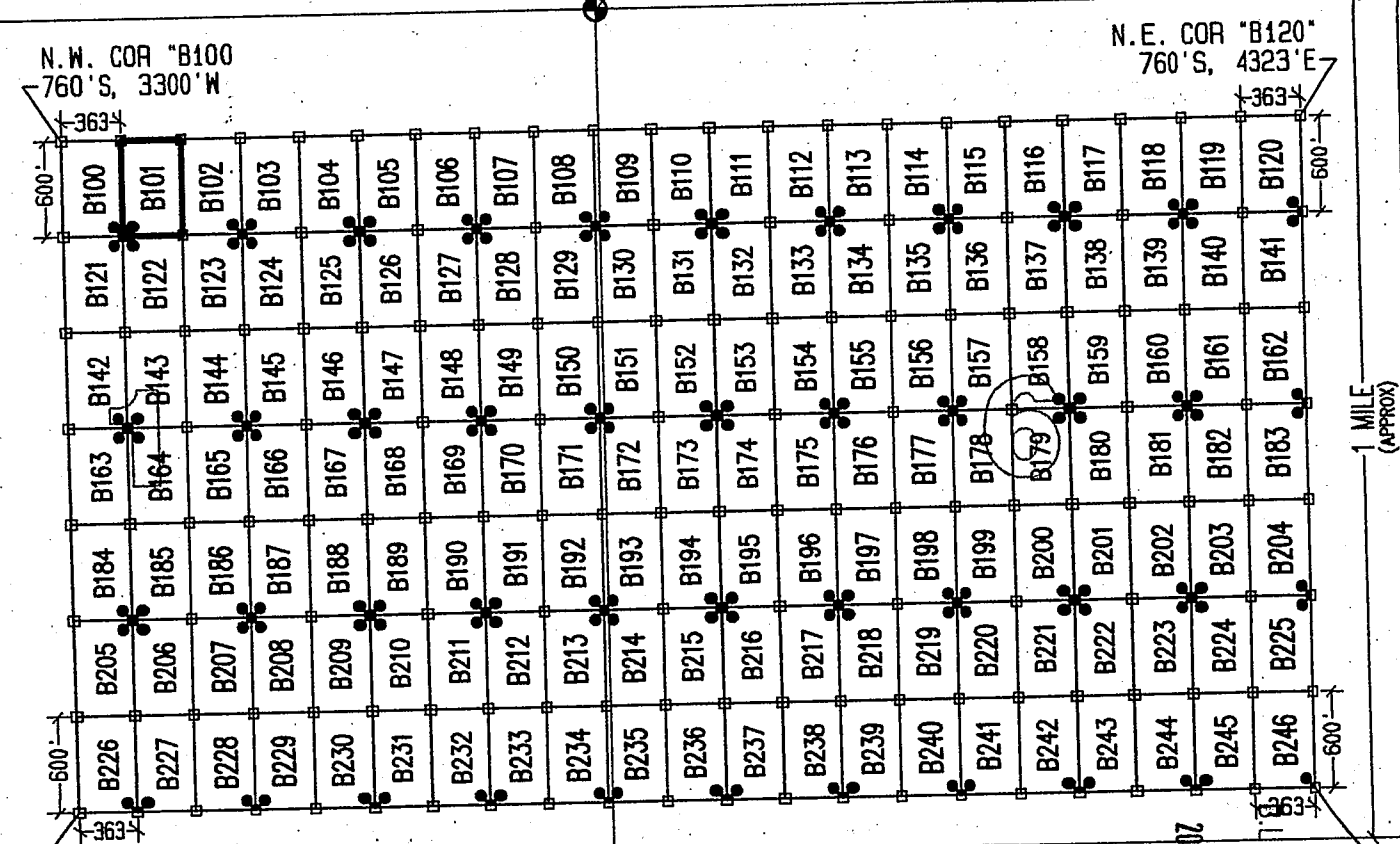 N.W. COR "B100
760'S, 3300'W
N.E. COR "B120"
760'S, 4323'E
363
363
600'
B100 B101 B102 B103 B104 B105 B106 B107 B108 B109 B110 B111 B112 B113 B114 B115 B116 B117 B118 B119 B120
600'
B121 B122 B123 B124 B125 B126 B127 B128 B129 B130 B131 B132 B133 B134 B135 B136 B137 B138 B139 B140 B141
B142 B143 B144 B145 B146 B147 B148 B149 B150 B151 B152 B153 B154 B155 B156 B157 B158 B159 B160 B161 B162
1 MILE
(APPROX)
6
B163 B164 B165 B166 B167 B168 B169 B170 B171 B172 B173 B174 B175 B176 B177 B178 B179 B180 B181 B182 B183
B184 B185 B186 B187 B188 B189 B190 B191 B192 B193 B194 B195 B196 B197 B198 B199 B200 B201 B202 B203 B204
B205 B206 B207 B208 B209 B210 B211 B212 B213 B214 B215 B216 B217 B218 B219 B220 B221 B222 B223 B224 B225
600'
B226 B227 B228 B229 B230 B231 B232 B233 B234 B235 B236 B237 B238 B239 B240 B241 B242 B243 B244 B245 B246
600'
363
363
20